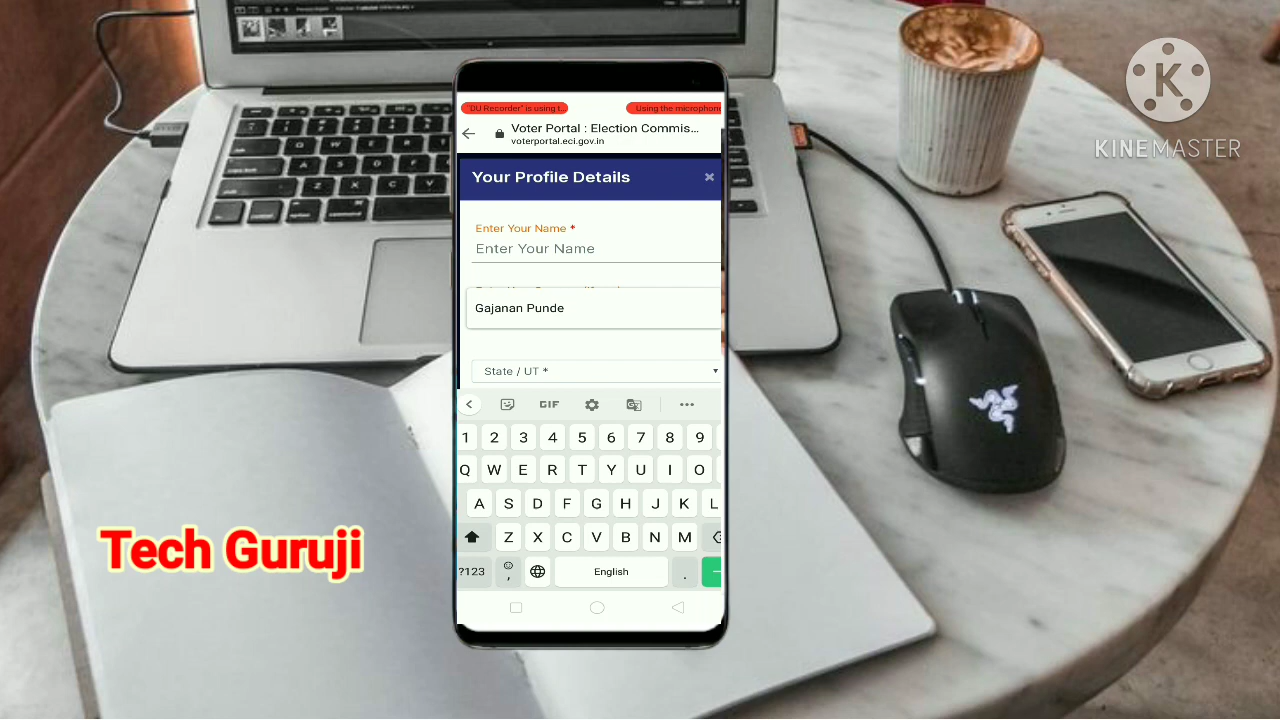 "DU Recorder" is using t...
Using the microphone
Voter Portal : Election Commis...
voterportal.eci.gov.in
Your Profile Details ×
Enter Your Name *
Enter Your Name
Gajanan Punde
State / UT *
GIF
1 2 3 4 5 6 7 8 9
Q W E R T Y U I O
A S D F G H J K L
Z X C V B N M
?123 , English .
KINEMASTER
Tech Guruji